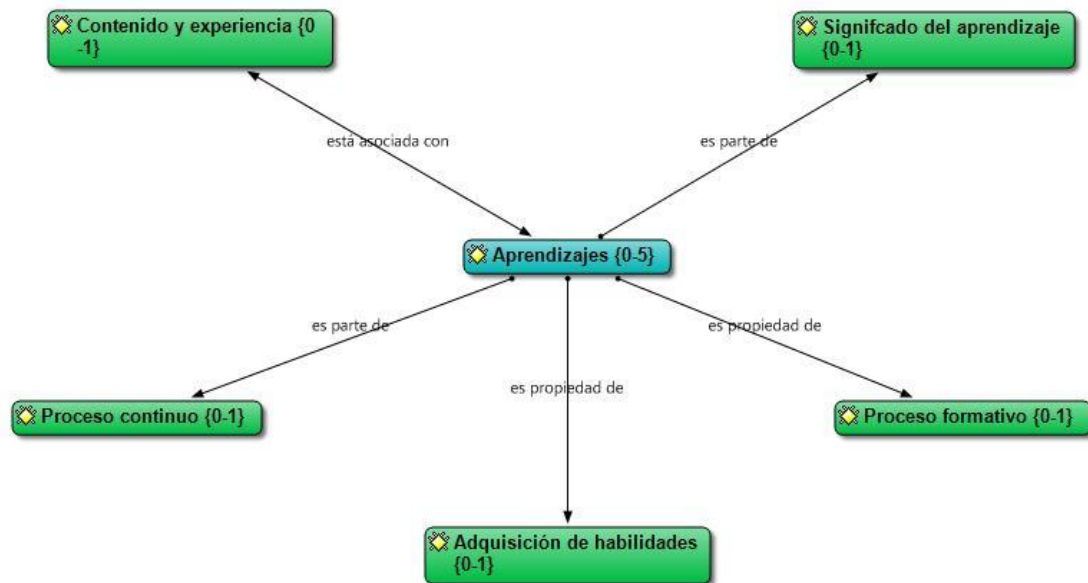 Contenido y experiencia {0
-1}
Signifcado del aprendizaje
{0-1}
está asociada con
es parte de
Aprendizajes {0-5}
es parte de
es propiedad de
es propiedad de
Proceso continuo {0-1}
Proceso formativo {0-1}
Adquisición de habilidades
{0-1}